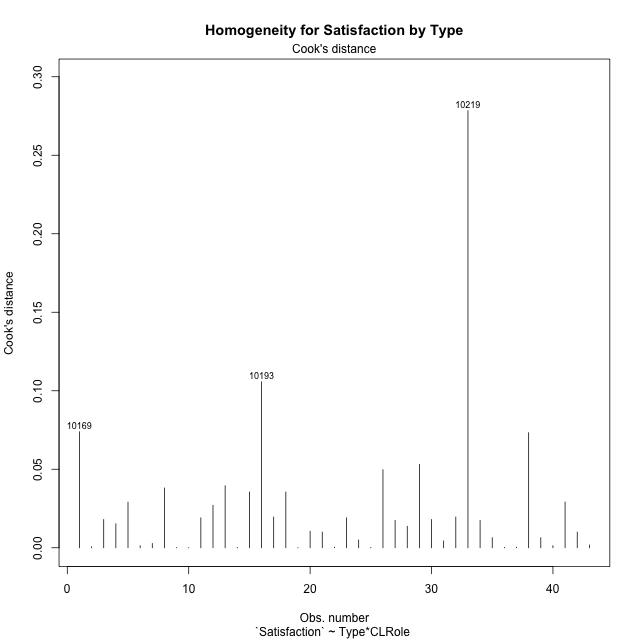 Homogeneity for Satisfaction by Type
Cook's distance
Cook's distance
0.30
0.25
0.20
0.15
0.10
0.05
0.00
10219
10193
10169
0 10 20 30 40
Obs. number
`Satisfaction` ~ Type*CLRole